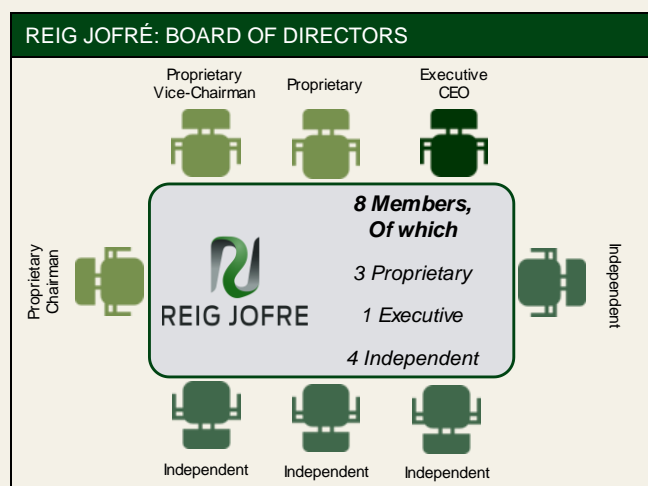 REIG JOFRÉ: BOARD OF DIRECTORS
Proprietary
Vice-Chairman
Proprietary
Executive
CEO
Proprietary
Chairman
REIG JOFRE
8 Members,
Of which
3 Proprietary
1 Executive
4 Independent
Independent
Independent
Independent
Independent